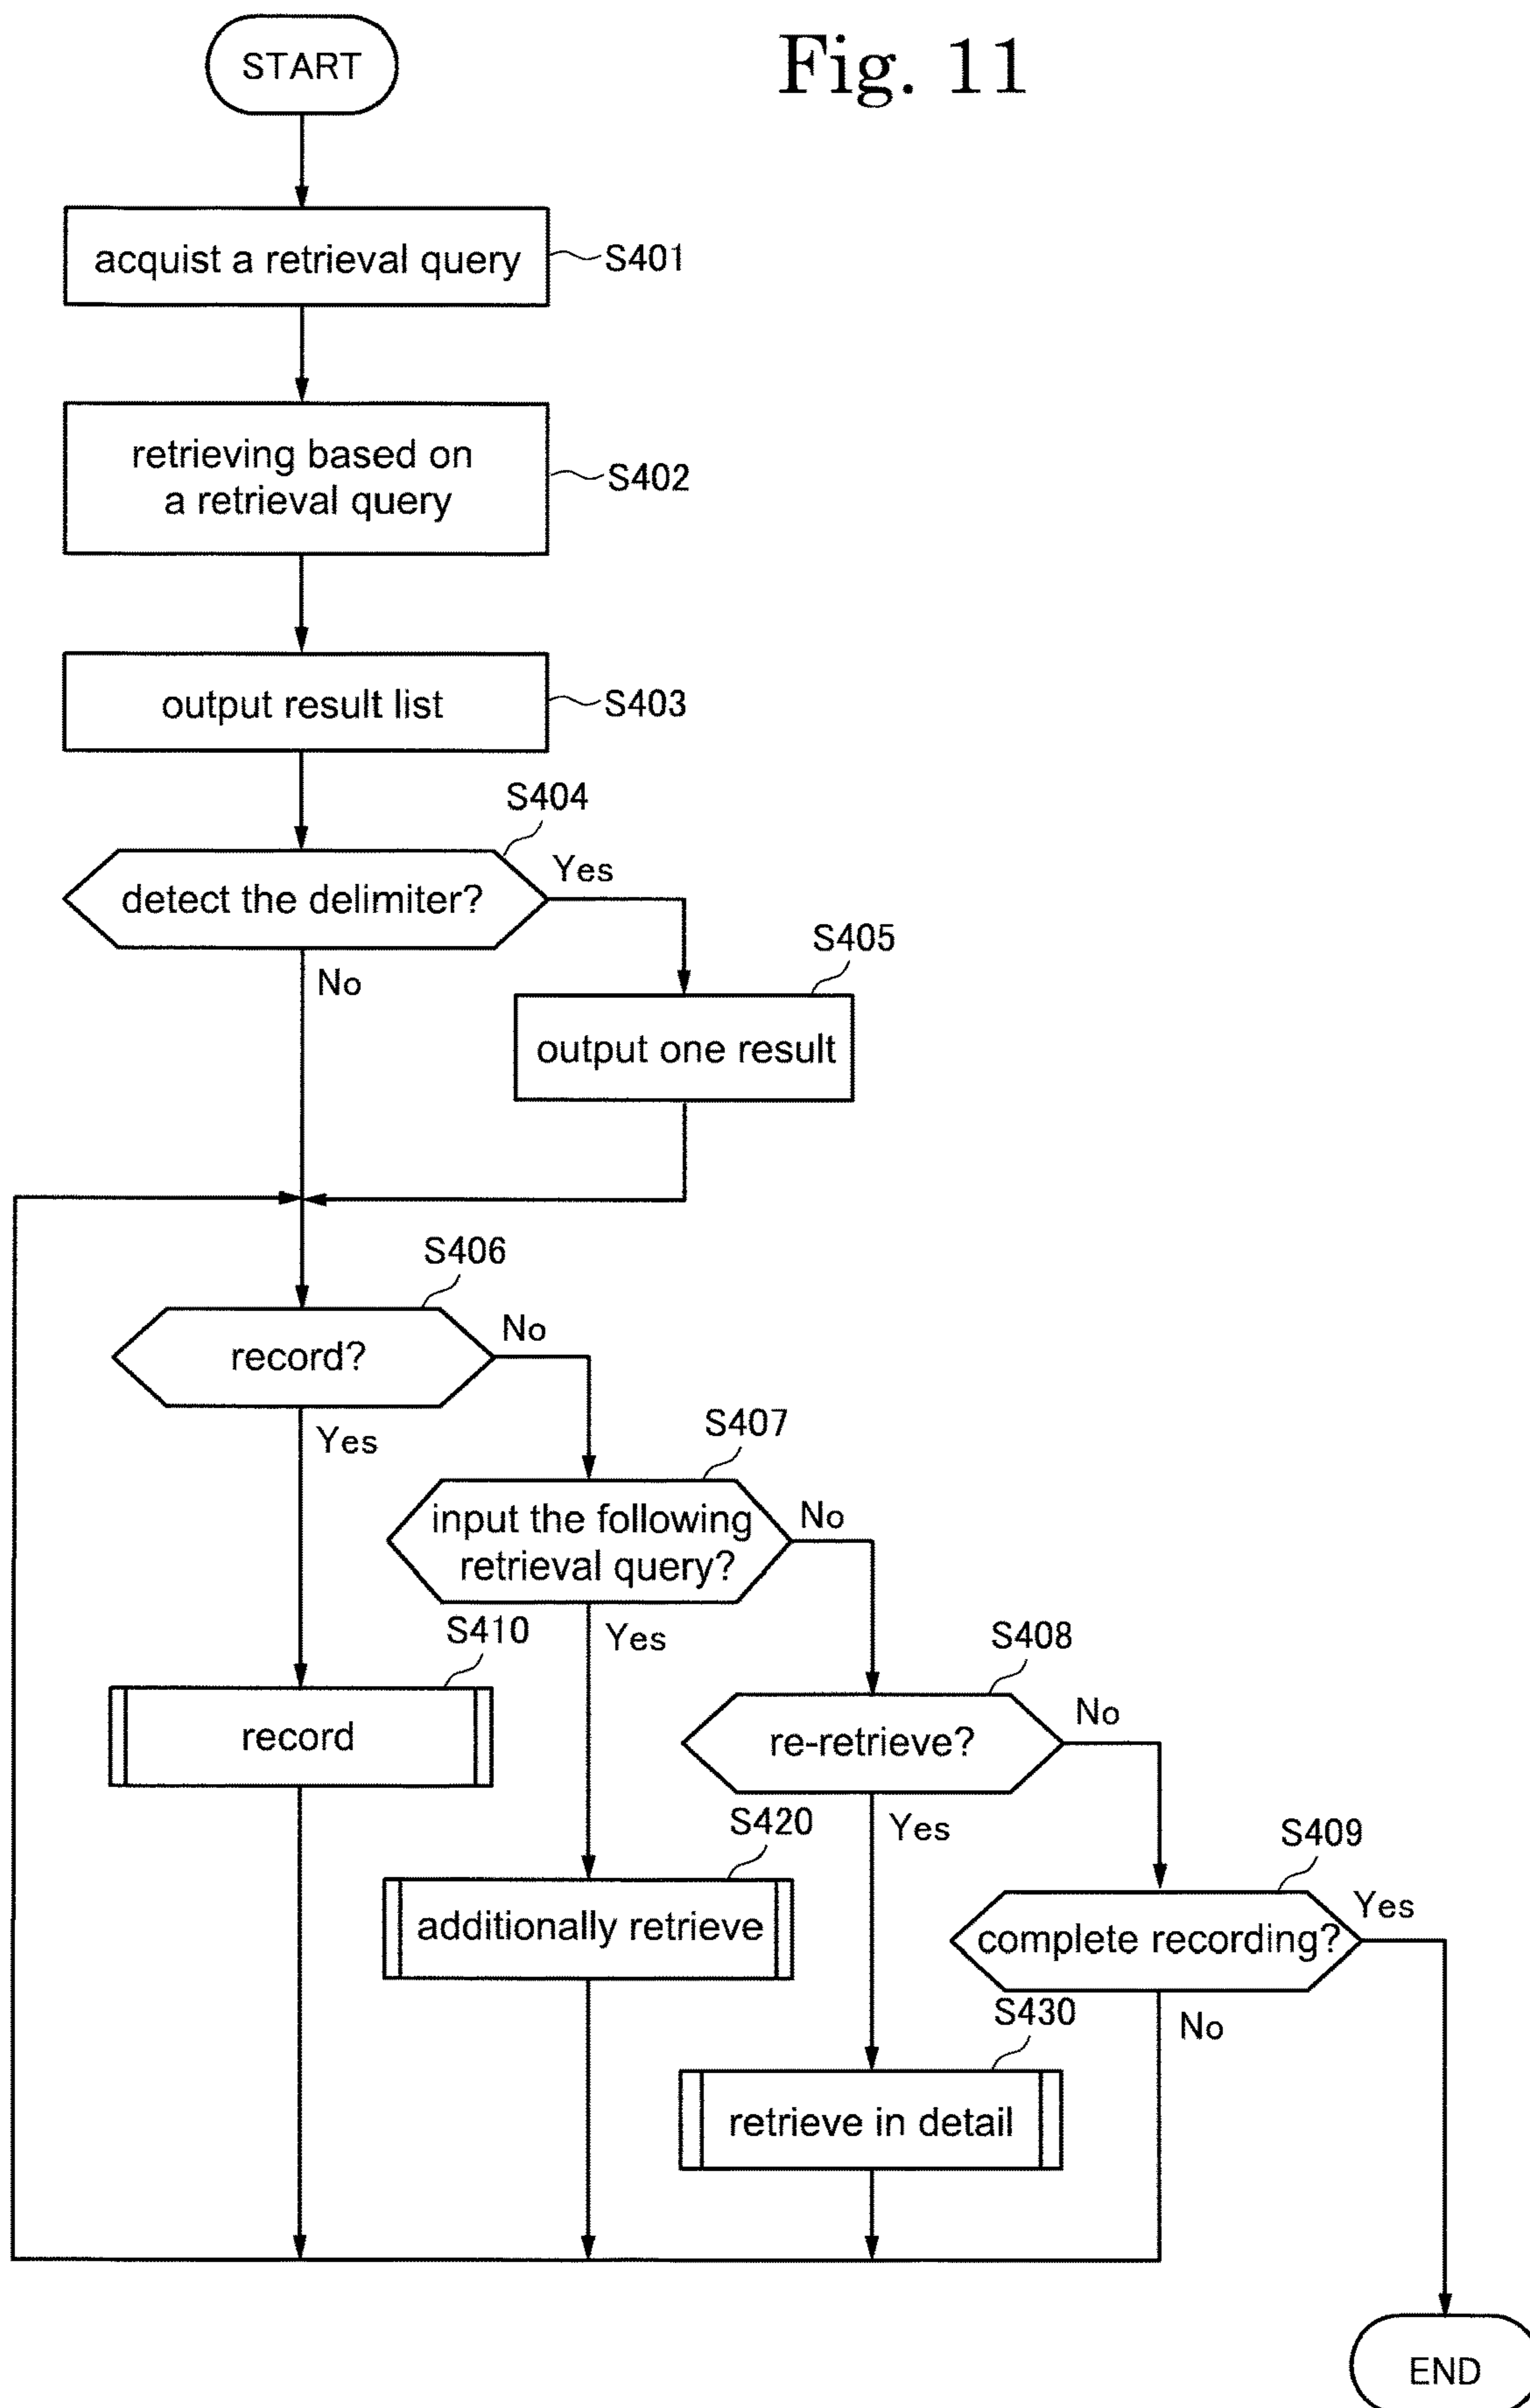 Fig. 11
START
acquist a retrieval query
S401
retrieving based on
a retrieval query
S402
output result list
S403
S404
detect the delimiter?
Yes
No
S405
output one result
S406
record?
No
Yes
S407
input the following
retrieval query?
No
Yes
S410
record
S408
re-retrieve?
No
Yes
S420
additionally retrieve
S409
complete recording?
Yes
No
S430
retrieve in detail
END